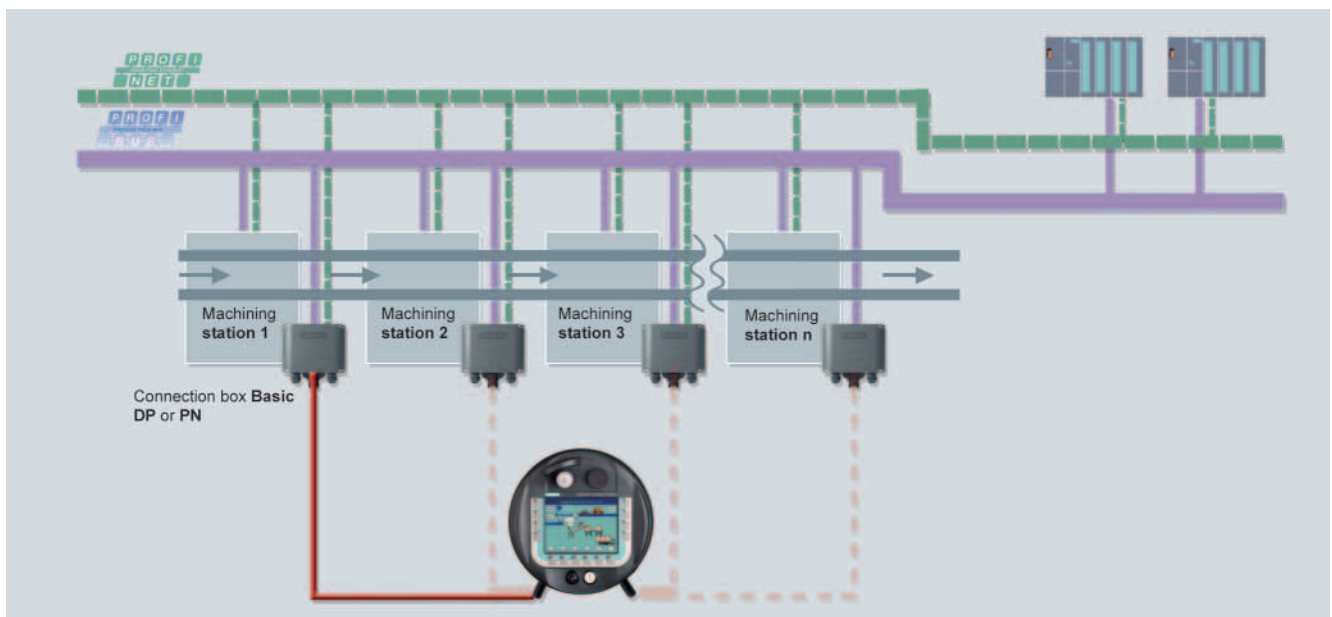 PROFI
NET
PROFI
BUS
Machining
station 1
Machining
station 2
Machining
station 3
Machining
station n
Connection box Basic
DP or PN